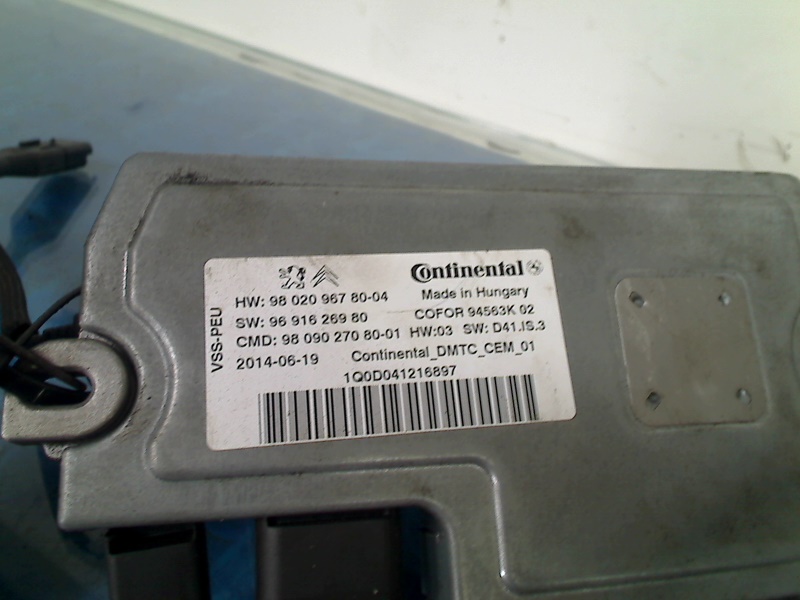 VSS-PEU
Continental
HW: 98 020 967 80-04
Made in Hungary
SW: 96 916 269 80
COFOR 94563K 02
CMD: 98 090 270 80-01 HW:03 SW: D41.IS.3
2014-06-19 Continental_DMTC_CEM_01
1Q0D041216897